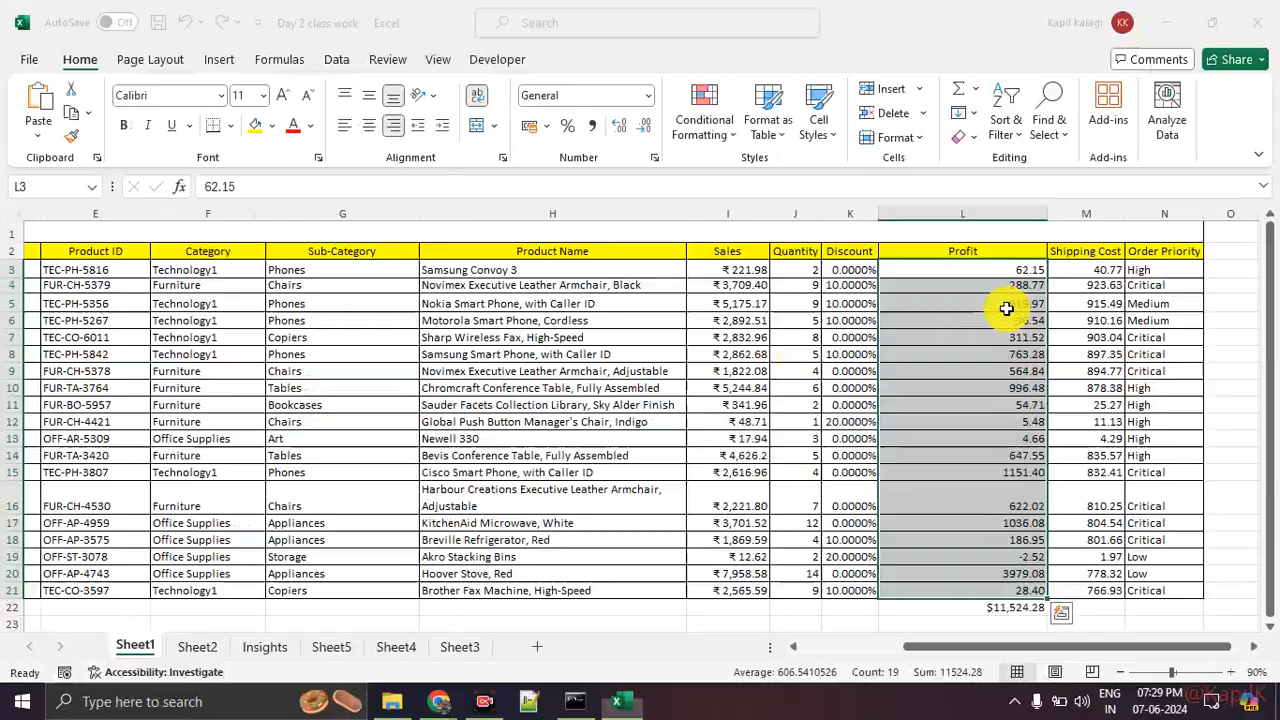 AutoSave Off Day 2 class work - Excel Search Kapil kalagi KK
File Home Page Layout Insert Formulas Data Review View Developer Comments Share
Paste Calibri 11 General Conditional Formatting Format as Table Cell Styles Insert Delete Format Sort & Filter Find & Select Add-ins Analyze Data
Clipboard Font Alignment Number Styles Cells Editing Add-ins
L3 fx 62.15
E F G H I J K L M N O
1
2 Product ID Category Sub-Category Product Name Sales Quantity Discount Profit Shipping Cost Order Priority
3 TEC-PH-5816 Technology1 Phones Samsung Convoy 3 ₹ 221.98 2 0.0000% 62.15 40.77 High
4 FUR-CH-5379 Furniture Chairs Novimex Executive Leather Armchair, Black ₹ 3,709.40 9 10.0000% 288.77 923.63 Critical
5 TEC-PH-5356 Technology1 Phones Nokia Smart Phone, with Caller ID ₹ 5,175.17 9 10.0000% 915.49 Medium
6 TEC-PH-5267 Technology1 Phones Motorola Smart Phone, Cordless ₹ 2,892.51 5 10.0000% 910.16 Medium
7 TEC-CO-6011 Technology1 Copiers Sharp Wireless Fax, High-Speed ₹ 2,832.96 8 0.0000% 311.52 903.04 Critical
8 TEC-PH-5842 Technology1 Phones Samsung Smart Phone, with Caller ID ₹ 2,862.68 5 10.0000% 763.28 897.35 Critical
9 FUR-CH-5378 Furniture Chairs Novimex Executive Leather Armchair, Adjustable ₹ 1,822.08 4 0.0000% 564.84 894.77 Critical
10 FUR-TA-3764 Furniture Tables Chromcraft Conference Table, Fully Assembled ₹ 5,244.84 6 0.0000% 996.48 878.38 High
11 FUR-BO-5957 Furniture Bookcases Sauder Facets Collection Library, Sky Alder Finish ₹ 341.96 2 0.0000% 54.71 25.27 High
12 FUR-CH-4421 Furniture Chairs Global Push Button Manager's Chair, Indigo ₹ 48.71 1 20.0000% 5.48 11.13 High
13 OFF-AR-5309 Office Supplies Art Newell 330 ₹ 17.94 3 0.0000% 4.66 4.29 High
14 FUR-TA-3420 Furniture Tables Bevis Conference Table, Fully Assembled ₹ 4,626.2 5 0.0000% 647.55 835.57 High
15 TEC-PH-3807 Technology1 Phones Cisco Smart Phone, with Caller ID ₹ 2,616.96 4 0.0000% 1151.40 832.41 Critical
16 FUR-CH-4530 Furniture Chairs Harbour Creations Executive Leather Armchair, Adjustable ₹ 2,221.80 7 0.0000% 622.02 810.25 Critical
17 OFF-AP-4959 Office Supplies Appliances KitchenAid Microwave, White ₹ 3,701.52 12 0.0000% 1036.08 804.54 Critical
18 OFF-AP-3575 Office Supplies Appliances Breville Refrigerator, Red ₹ 1,869.59 4 10.0000% 186.95 801.66 Critical
19 OFF-ST-3078 Office Supplies Storage Akro Stacking Bins ₹ 12.62 2 20.0000% -2.52 1.97 Low
20 OFF-AP-4743 Office Supplies Appliances Hoover Stove, Red ₹ 7,958.58 14 0.0000% 3979.08 778.32 Low
21 TEC-CO-3597 Technology1 Copiers Brother Fax Machine, High-Speed ₹ 2,565.59 9 10.0000% 28.40 766.93 Critical
22 $11,524.28
23
Sheet1 Sheet2 Insights Sheet5 Sheet4 Sheet3
Ready Accessibility: Investigate Average: 606.5410526 Count: 19 Sum: 11524.28 90%
Type here to search ENG IN 07:29 PM 07-06-2024